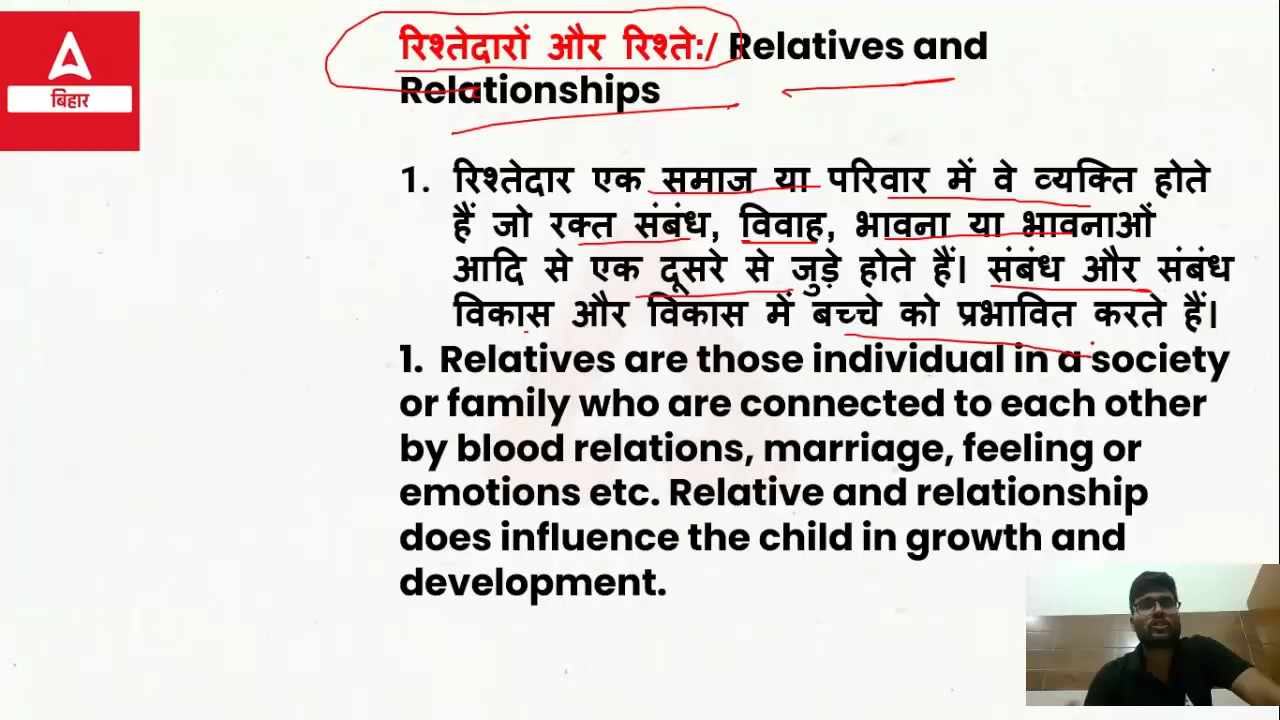 बिहार
रिश्तेदारों और रिश्ते:/ Relatives and
Relationships
1. रिश्तेदार एक समाज या परिवार में वे व्यक्ति होते
हैं जो रक्त संबंध, विवाह, भावना या भावनाओं
आदि से एक दूसरे से जुड़े होते हैं। संबंध और संबंध
विकास और विकास में बच्चे को प्रभावित करते हैं।
1. Relatives are those individual in a society
or family who are connected to each other
by blood relations, marriage, feeling or
emotions etc. Relative and relationship
does influence the child in growth and
development.